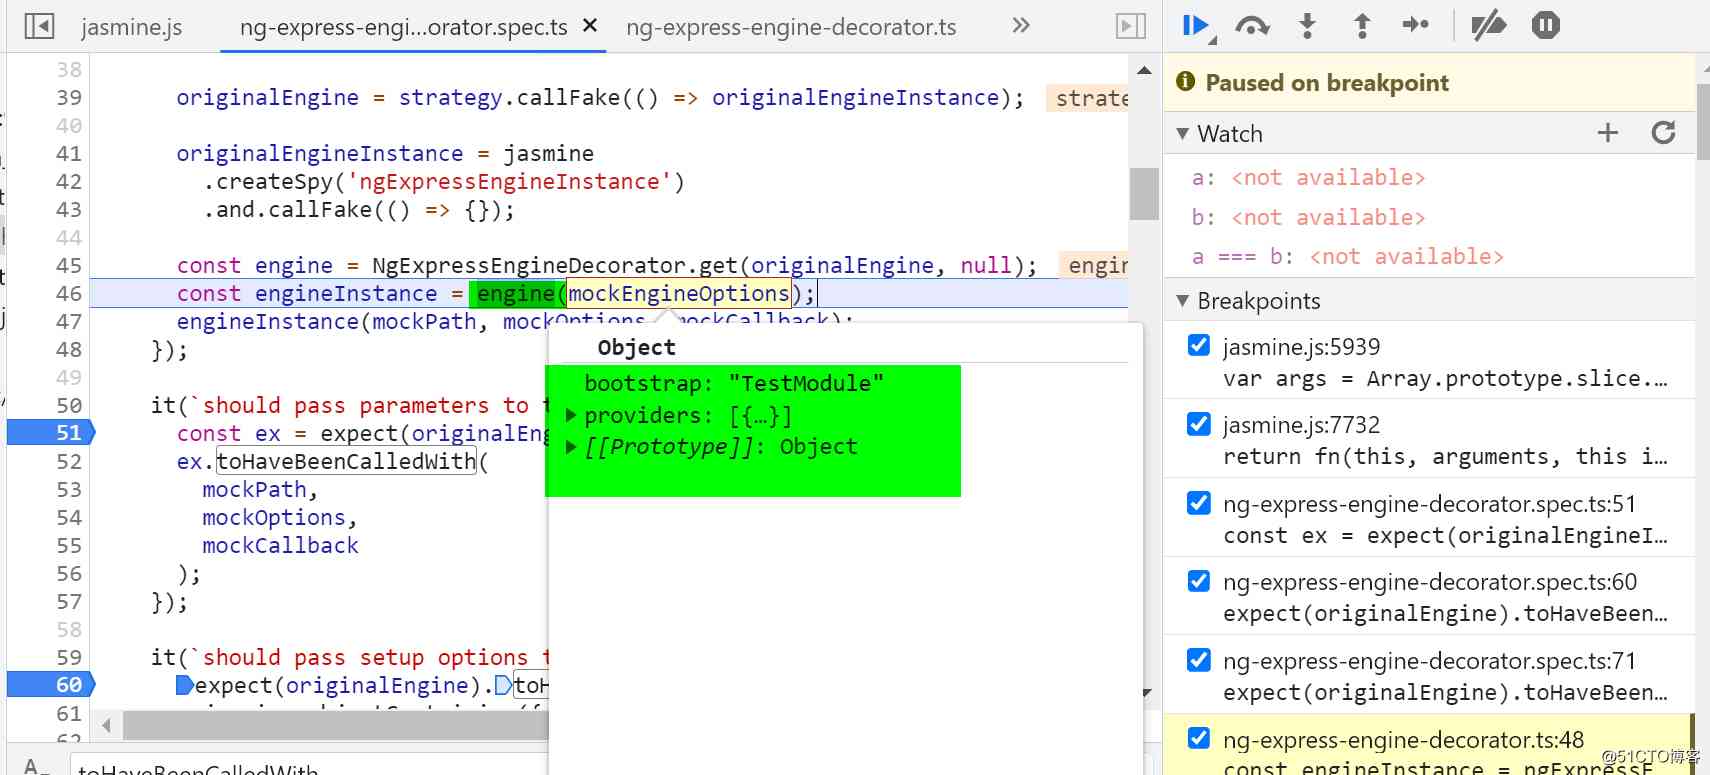 jasmine.js
ng-express-engi...orator.spec.ts ×
ng-express-engine-decorator.ts
»
38
39 originalEngine = strategy.callFake(() => originalEngineInstance); strate
40
41 originalEngineInstance = jasmine
42 .createSpy('ngExpressEngineInstance')
43 .and.callFake(() => {});
44
45 const engine = NgExpressEngineDecorator.get(originalEngine, null); engin
46 const engineInstance = engine(mockEngineOptions);
47 engineInstance(mockPath, mockOptions, mockCallback);
48 });
49
50 it(`should pass parameters to t
51 const ex = expect(originalEng
52 ex.toHaveBeenCalledWith(
53 mockPath,
54 mockOptions,
55 mockCallback
56 );
57 });
58
59 it(`should pass setup options t
60 expect(originalEngine).toH
61
62
Object
bootstrap: "TestModule"
providers: [{…}]
[[Prototype]]: Object
toHaveBeenCalledWith
Paused on breakpoint
Watch
a: <not available>
b: <not available>
a === b: <not available>
Breakpoints
jasmine.js:5939
var args = Array.prototype.slice.…
jasmine.js:7732
return fn(this, arguments, this i…
ng-express-engine-decorator.spec.ts:51
const ex = expect(originalEngineI…
ng-express-engine-decorator.spec.ts:60
expect(originalEngine).toHaveBeen…
ng-express-engine-decorator.spec.ts:71
expect(originalEngine).toHaveBeen…
ng-express-engine-decorator.ts:48
const engineInstance = ngExpressE
@51CTO博客